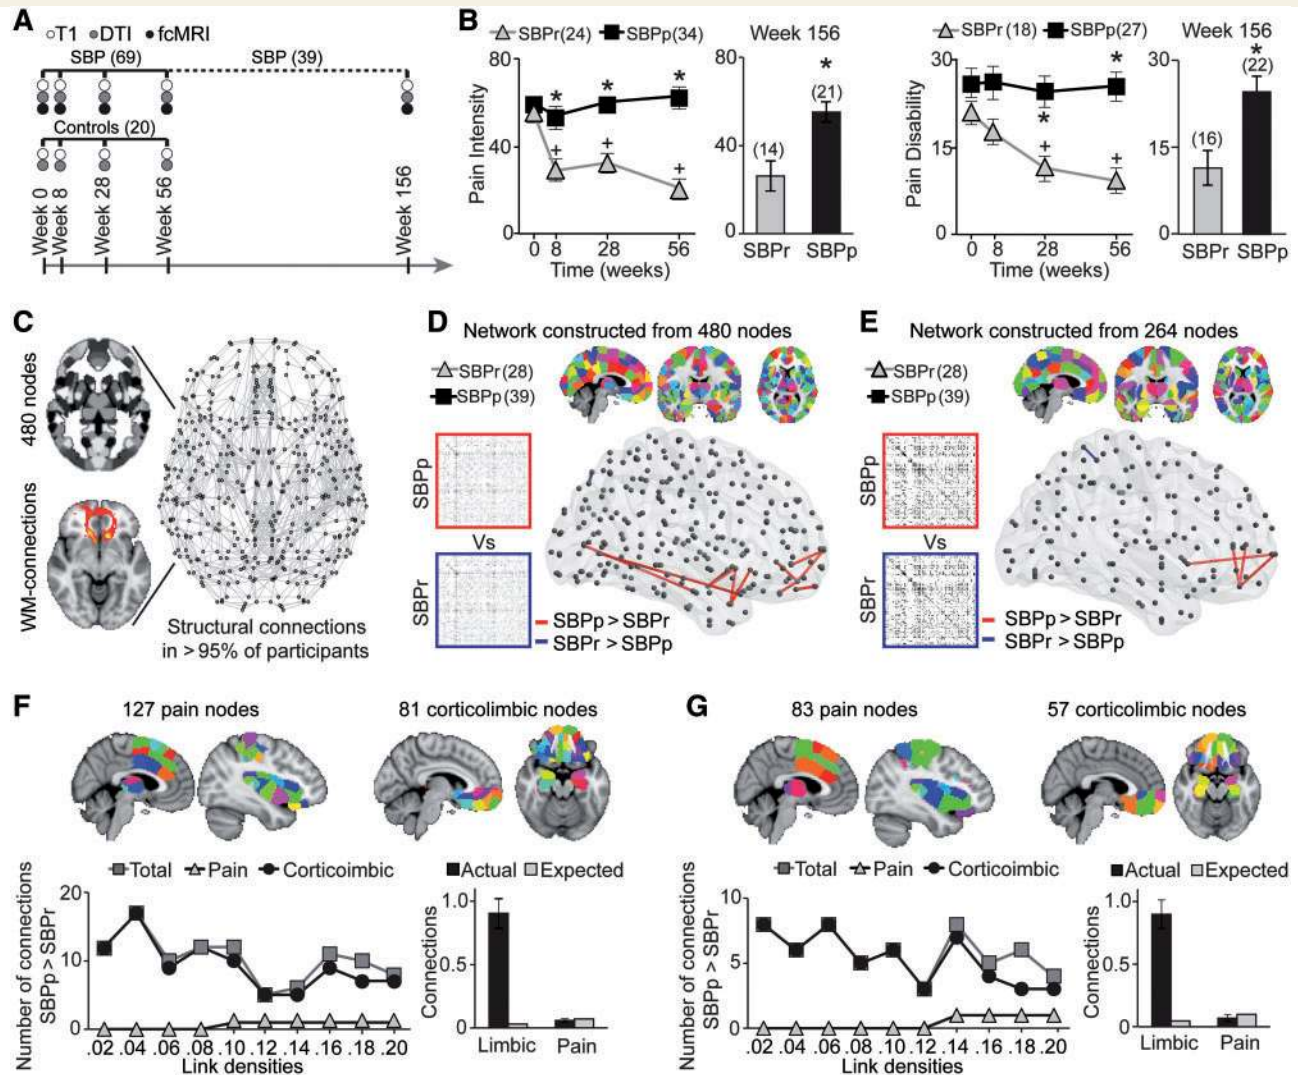 A
T1 DTI fcMRI
SBP (69)
SBP (39)
Controls (20)
Week 0
Week 8
Week 28
Week 56
Week 156
B
SBPr(24) SBPp(34)
Pain Intensity
80
40
0
0 8 28 56
Time (weeks)
* * *
+ + +
Week 156
80
40
0
(14)
*
(21)
SBPr SBPp
SBPr(18) SBPp(27)
Pain Disability
30
15
0
0 8 28 56
Time (weeks)
* *
+ +
Week 156
30
15
0
(16)
*
(22)
SBPr SBPp
C
480 nodes
WM-connections
Structural connections
in > 95% of participants
D
Network constructed from 480 nodes
SBPr(28)
SBPp(39)
SBPp
Vs
SBPr
SBPp > SBPr
SBPr > SBPp
E
Network constructed from 264 nodes
SBPr(28)
SBPp(39)
SBPp
Vs
SBPr
SBPp > SBPr
SBPr > SBPp
F
127 pain nodes
81 corticolimbic nodes
Total Pain Corticoimbic
Number of connections
SBPp > SBPr
20
10
0
.02 .04 .06 .08 .10 .12 .14 .16 .18 .20
Link densities
Actual Expected
Connections
1.0
0.5
0
Limbic Pain
G
83 pain nodes
57 corticolimbic nodes
Total Pain Corticoimbic
Number of connections
SBPp > SBPr
10
5
0
.02 .04 .06 .08 .10 .12 .14 .16 .18 .20
Link densities
Actual Expected
Connections
1.0
0.5
0
Limbic Pain